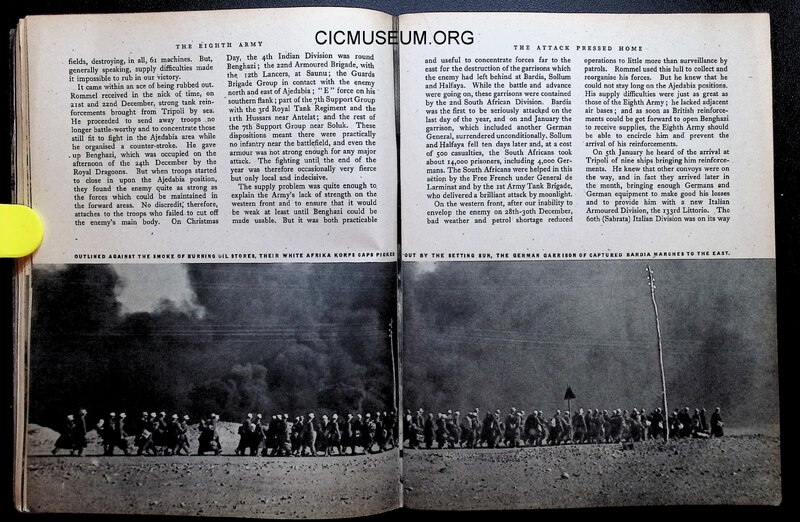 CICMUSEUM.ORG
THE EIGHTH ARMY
fields, destroying, in all, 61 machines. But,
generally speaking, supply difficulties made
it impossible to rub in our victory.
It came within an ace of being rubbed out.
Rommel received in the nick of time, on
21st and 22nd December, strong tank rein-
forcements brought from Tripoli by sea.
He proceeded to send away troops no
longer battle-worthy and to concentrate those
still fit to fight in the Ajedabia area while
he organised a counter-stroke. He gave
up Benghazi, which was occupied on the
afternoon of the 24th December by the
Royal Dragoons. But when troops started
to close in upon the Ajedabia position,
they found the enemy quite as strong as
the forces which could be maintained in
the forward areas. No discredit, therefore,
attaches to the troops who failed to cut off
the enemy's main body. On Christmas
Day, the 4th Indian Division was round
Benghazi; the 22nd Armoured Brigade, with
the 12th Lancers, at Saunu; the Guards
Brigade Group in contact with the enemy
north and east of Ajedabia; "E" force on his
southern flank; part of the 7th Support Group
with the 3rd Royal Tank Regiment and the
11th Hussars near Antelat; and the rest of
the 7th Support Group near Soluk. These
dispositions meant there were practically
no infantry near the battlefield, and even the
armour was not strong enough for any major
attack. The fighting until the end of the
year was therefore occasionally very fierce
but only local and indecisive.
The supply problem was quite enough to
explain the Army's lack of strength on the
western front and to ensure that it would
be weak at least until Benghazi could be
made usable. But it was both practicable
THE ATTACK PRESSED HOME
and useful to concentrate forces far to the
east for the destruction of the garrisons which
the enemy had left behind at Bardia, Sollum
and Halfaya. While the battle and advance
were going on, these garrisons were contained
by the 2nd South African Division. Bardia
was the first to be seriously attacked on the
last day of the year, and on 2nd January the
garrison, which included another German
General, surrendered unconditionally. Sollum
and Halfaya fell ten days later and, at a cost
of 500 casualties, the South Africans took
about 14,000 prisoners, including 4,000 Ger-
mans. The South Africans were helped in this
action by the Free French under General de
Larminat and by the 1st Army Tank Brigade,
who delivered a brilliant attack by moonlight.
On the western front, after our inability to
envelop the enemy on 28th-30th December,
bad weather and petrol shortage reduced
operations to little more than surveillance by
patrols. Rommel used this lull to collect and
reorganise his forces. But he knew that he
could not stay long on the Ajedabia positions.
His supply difficulties were just as great as
those of the Eighth Army; he lacked adjacent
air bases; and as soon as British reinforce-
ments could be got forward to open Benghazi
to receive supplies, the Eighth Army should
be able to encircle him and prevent the
arrival of his reinforcements.
On 5th January he heard of the arrival at
Tripoli of nine ships bringing him reinforce-
ments. He knew that other convoys were on
the way, and in fact they arrived later in
the month, bringing enough Germans and
German equipment to make good his losses
and to provide him with a new Italian
Armoured Division, the 133rd Littorio. The
60th (Sabrata) Italian Division was on its way
OUTLINED AGAINST THE SMOKE OF BURNING OIL STORES, THEIR WHITE AFRIKA KORPS CAPS PICKED OUT BY THE SETTING SUN, THE GERMAN GARRISON OF CAPTURED BARDIA MARCHES TO THE EAST.